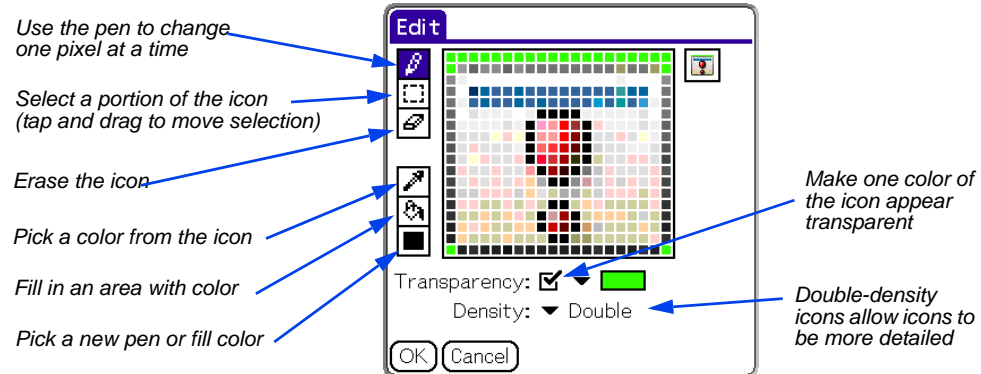 Use the pen to change
one pixel at a time
Select a portion of the icon
(tap and drag to move selection)
Erase the icon
Pick a color from the icon
Fill in an area with color
Pick a new pen or fill color
Edit
Transparency:
Density: Double
OK Cancel
Make one color of
the icon appear
transparent
Double-density
icons allow icons to
be more detailed